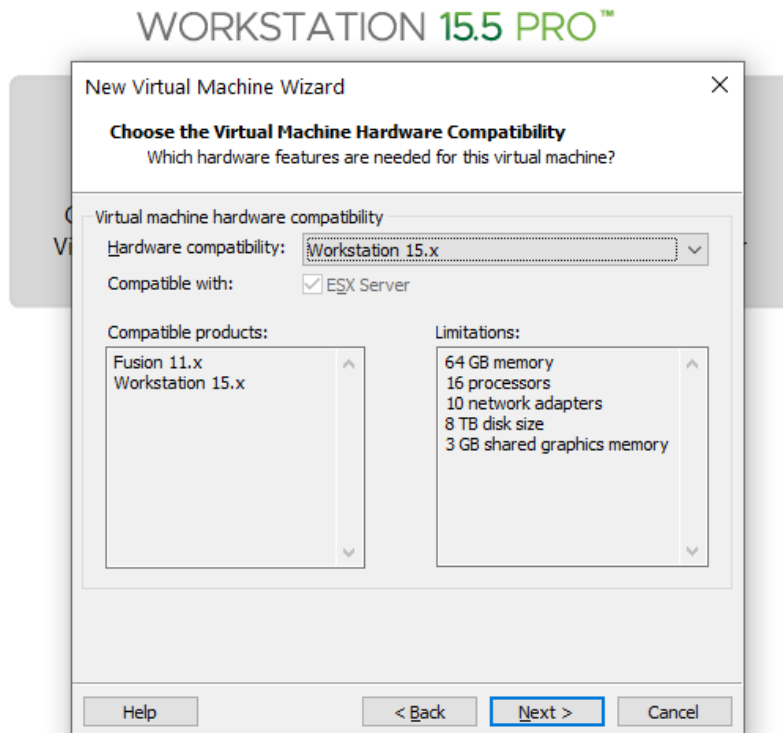 WORKSTATION 15.5 PRO™
New Virtual Machine Wizard
Choose the Virtual Machine Hardware Compatibility
Which hardware features are needed for this virtual machine?
Virtual machine hardware compatibility
Hardware compatibility:
Workstation 15.x
Compatible with:
ESX Server
Compatible products:
Fusion 11.x
Workstation 15.x
Limitations:
64 GB memory
16 processors
10 network adapters
8 TB disk size
3 GB shared graphics memory
Help
< Back
Next >
Cancel